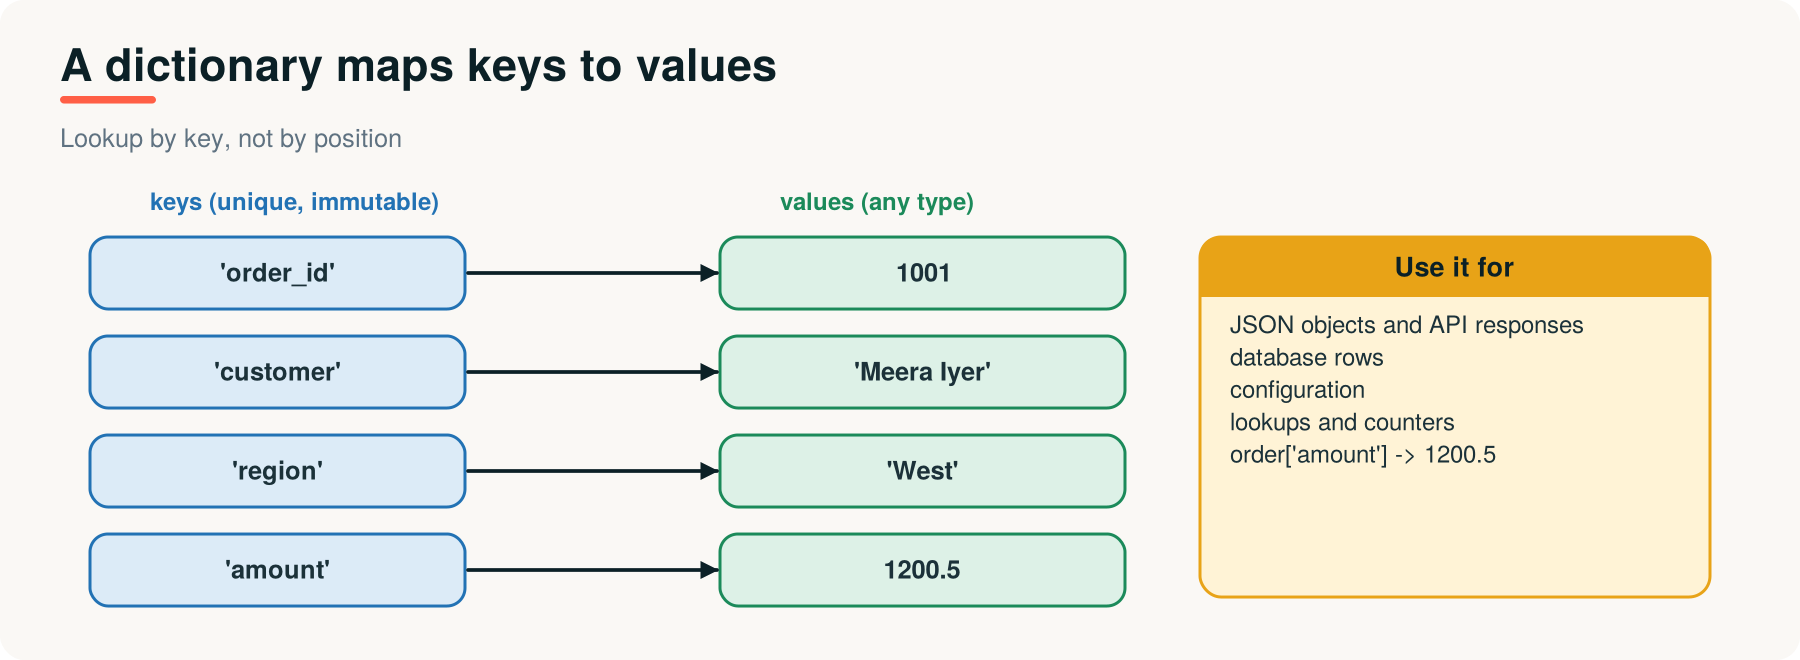 A dictionary maps keys to values
Lookup by key, not by position
keys (unique, immutable)
values (any type)
'order_id'
1001
'customer'
'Meera Iyer'
'region'
'West'
'amount'
1200.5
Use it for
JSON objects and API responses
database rows
configuration
lookups and counters
order['amount'] -> 1200.5